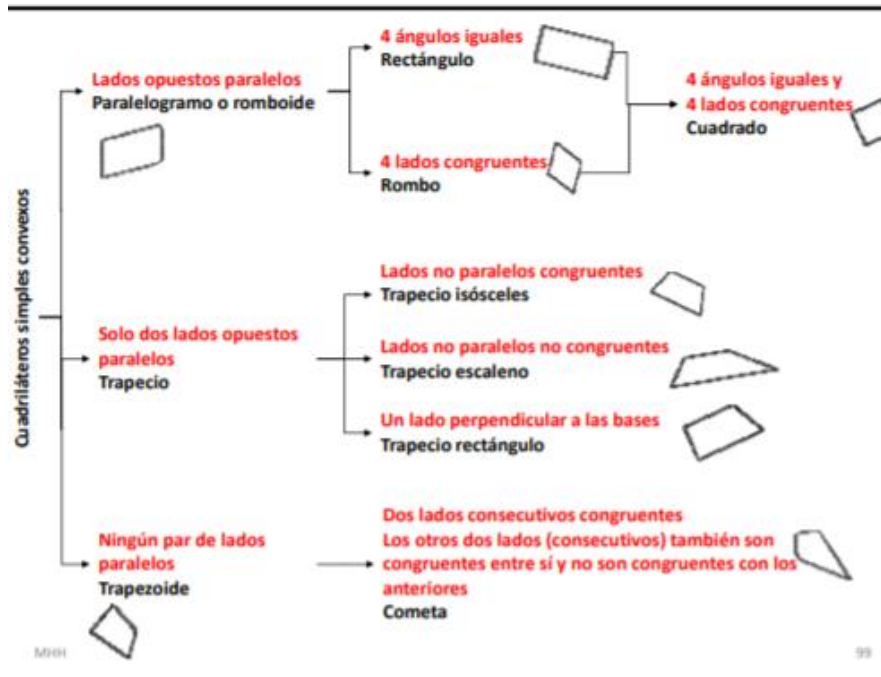 Cuadriláteros simples convexos
Lados opuestos paralelos
Paralelogramo o romboide
4 ángulos iguales
Rectángulo
4 lados congruentes
Rombo
4 ángulos iguales y
4 lados congruentes
Cuadrado
Solo dos lados opuestos
paralelos
Trapecio
Lados no paralelos congruentes
Trapecio isósceles
Lados no paralelos no congruentes
Trapecio escaleno
Un lado perpendicular a las bases
Trapecio rectángulo
Ningún par de lados
paralelos
Trapezoide
Dos lados consecutivos congruentes
Los otros dos lados (consecutivos) también son
congruentes entre sí y no son congruentes con los
anteriores
Cometa
MHH
99